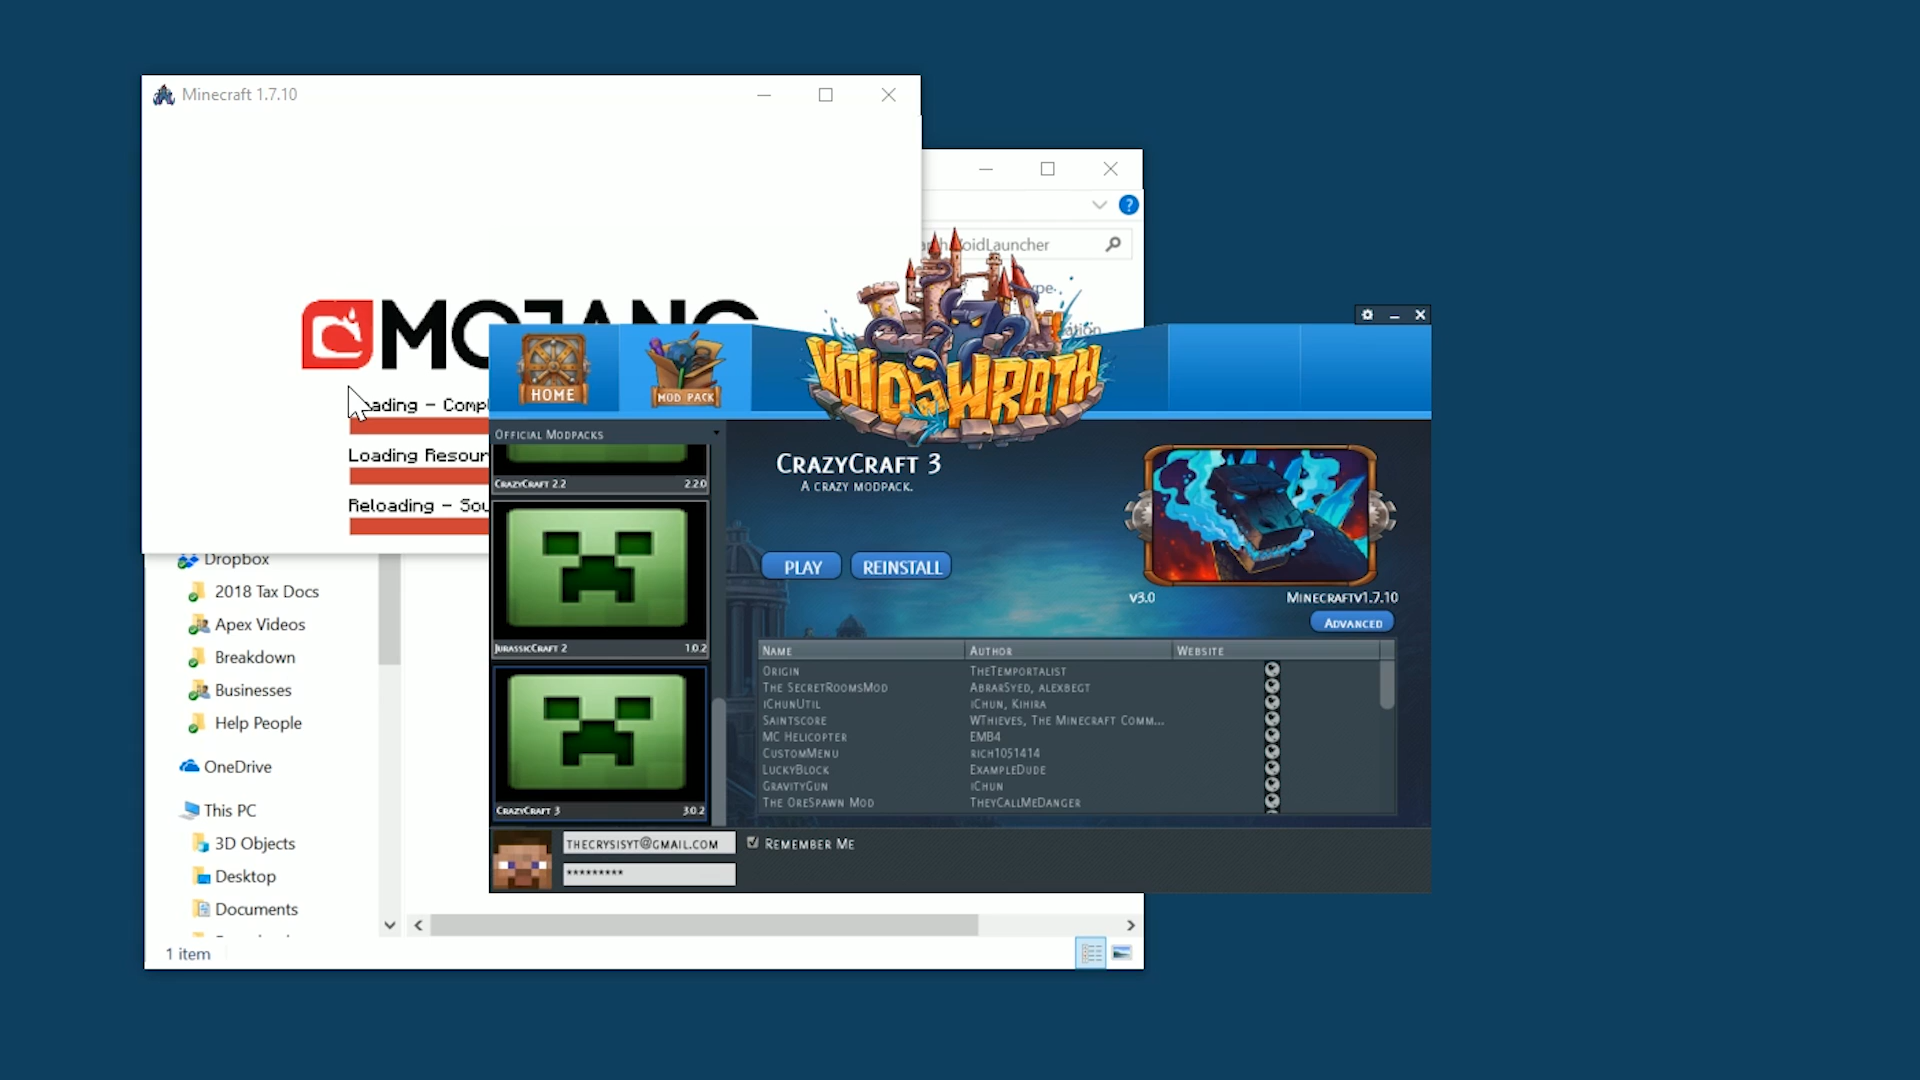 Minecraft 1.7.10
VoidLauncher
MOJANG
Loading Resour
Reloading - Sou
HOME
MOD PACK
VOIDSWRATH
Official Modpacks
CrazyCraft 2.2 2.2.0
JurassicCraft 2 1.0.2
CrazyCraft 3 3.0.2
CrazyCraft 3
A crazy modpack.
PLAY REINSTALL
v3.0 Minecraftv1.7.10
Advanced
Name Author Website
Origin TheTemportalist
The SecretRoomsMod AbrarSyed, alexbegt
iChunUtil iChun, Kihira
Saintscore WThieves, The Minecraft Comm...
MC Helicopter EMB4
CustomMenu rich1051414
LuckyBlock ExampleDude
GravityGun iChun
The OreSpawn Mod TheyCallMeDanger
thecrysisyt@gmail.com Remember Me
*********
Dropbox
2018 Tax Docs
Apex Videos
Breakdown
Businesses
Help People
OneDrive
This PC
3D Objects
Desktop
Documents
1 item